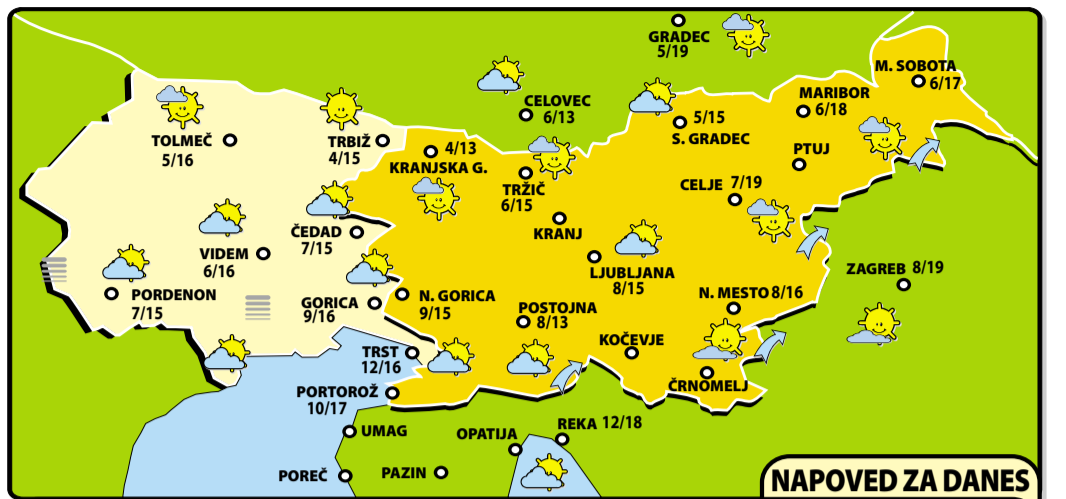 GRADEC
5/19
M. SOBOTA
6/17
CELOVEC
6/13
MARIBOR
6/18
5/15
S. GRADEC
TOLMEČ
5/16
TRBIŽ
4/15
4/13
KRANJSKA G.
PTUJ
TRŽIČ
6/15
CELJE 7/19
KRANJ
ČEDAD
7/15
VIDEM
6/16
LJUBLJANA
8/15
ZAGREB 8/19
PORDENON
7/15
GORICA
9/16
N. GORICA
9/15
N. MESTO 8/16
POSTOJNA
8/13
KOČEVJE
TRST
12/16
ČRNOMELJ
PORTOROŽ
10/17
UMAG
OPATIJA
REKA 12/18
POREČ
PAZIN
NAPOVED ZA DANES